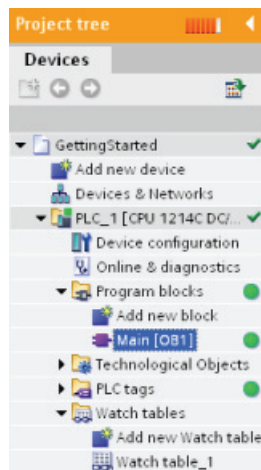 Project tree
Devices
GettingStarted
Add new device
Devices & Networks
PLC_1 [CPU 1214C DC/...
Device configuration
Online & diagnostics
Program blocks
Add new block
Main [OB1]
Technological Objects
PLC tags
Watch tables
Add new Watch table
Watch table_1